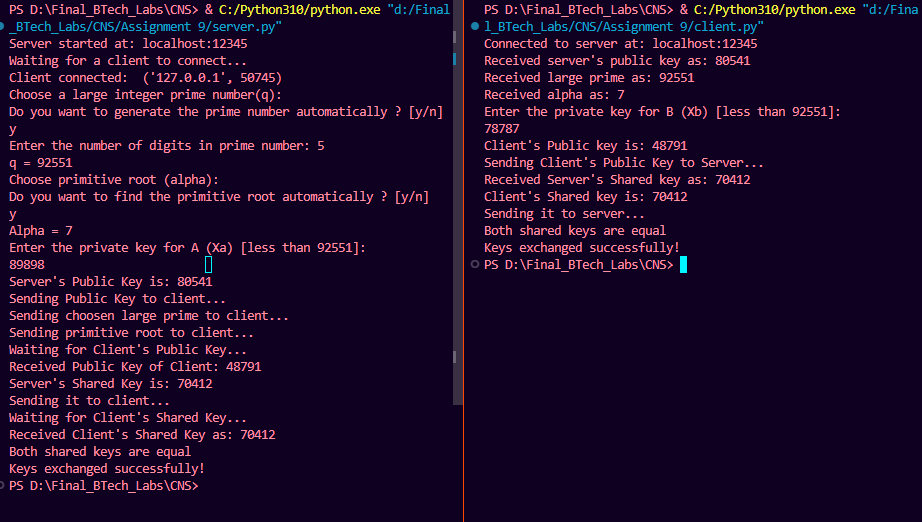 PS D:\Final_BTech_Labs\CNS> & C:/Python310/python.exe "d:/Final
_BTech_Labs/CNS/Assignment 9/server.py"
Server started at: localhost:12345
Waiting for a client to connect...
Client connected:  ('127.0.0.1', 50745)
Choose a large integer prime number(q):
Do you want to generate the prime number automatically ? [y/n]
y
Enter the number of digits in prime number: 5
q = 92551
Choose primitive root (alpha):
Do you want to find the primitive root automatically ? [y/n]
y
Alpha = 7
Enter the private key for A (Xa) [less than 92551]:
89898
Server's Public Key is: 80541
Sending Public Key to client...
Sending choosen large prime to client...
Sending primitive root to client...
Waiting for Client's Public Key...
Received Public Key of Client: 48791
Server's Shared Key is: 70412
Sending it to client...
Waiting for Client's Shared Key...
Received Client's Shared Key as: 70412
Both shared keys are equal
Keys exchanged successfully!
PS D:\Final_BTech_Labs\CNS>
PS D:\Final_BTech_Labs\CNS> & C:/Python310/python.exe "d:/Fina
l_BTech_Labs/CNS/Assignment 9/client.py"
Connected to server at: localhost:12345
Received server's public key as: 80541
Received large prime as: 92551
Received alpha as: 7
Enter the private key for B (Xb) [less than 92551]:
78787
Client's Public key is: 48791
Sending Client's Public Key to Server...
Received Server's Shared key as: 70412
Client's Shared key is: 70412
Sending it to server...
Both shared keys are equal
Keys exchanged successfully!
PS D:\Final_BTech_Labs\CNS>